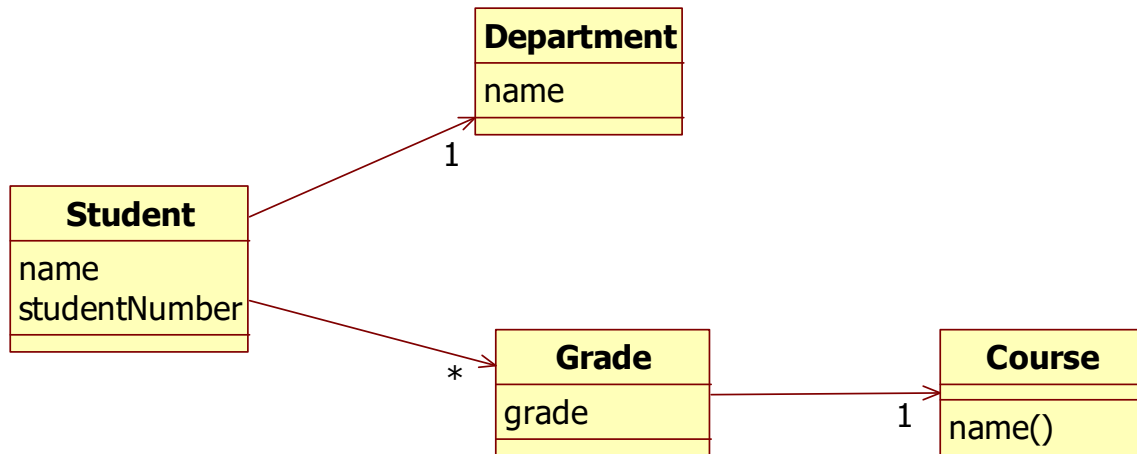 Department
name
1
Student
name
studentNumber
*
Grade
grade
1
Course
name()